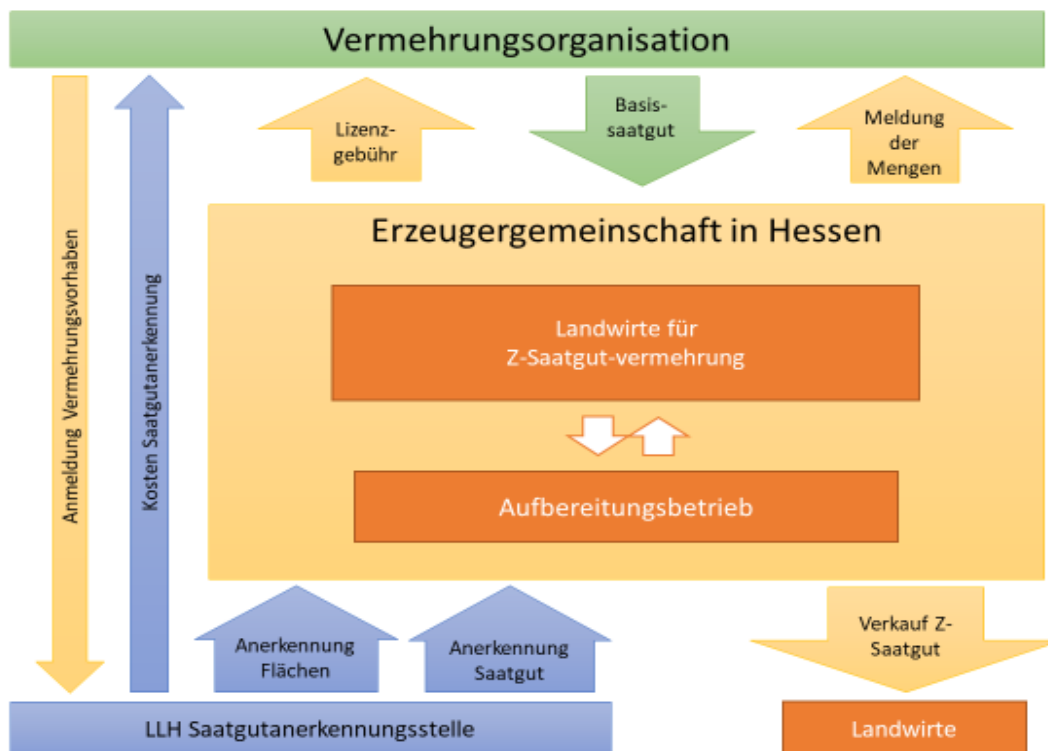 Vermehrungsorganisation
Anmeldung Vermehrungsvorhaben
Kosten Saatgutanerkennung
Lizenz-
gebühr
Basis-
saatgut
Meldung
der
Mengen
Erzeugergemeinschaft in Hessen
Landwirte für
Z-Saatgut-vermehrung
Aufbereitungsbetrieb
Anerkennung
Flächen
Anerkennung
Saatgut
Verkauf Z-
Saatgut
LLH Saatgutanerkennungsstelle
Landwirte